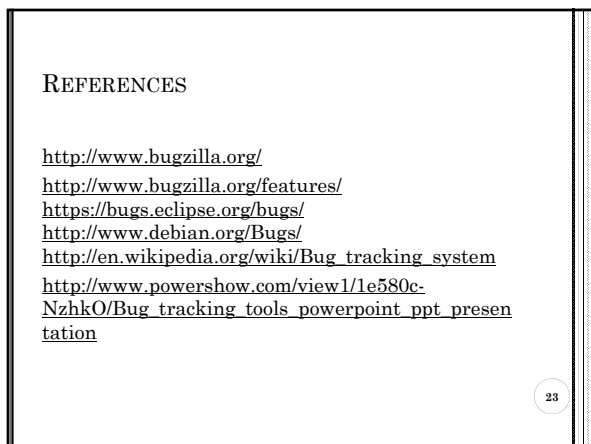 REFERENCES
http://www.bugzilla.org/
http://www.bugzilla.org/features/
https://bugs.eclipse.org/bugs/
http://www.debian.org/Bugs/
http://en.wikipedia.org/wiki/Bug_tracking_system
http://www.powershow.com/view1/1e580c-
NzhkO/Bug_tracking_tools_powerpoint_ppt_presen
tation
23